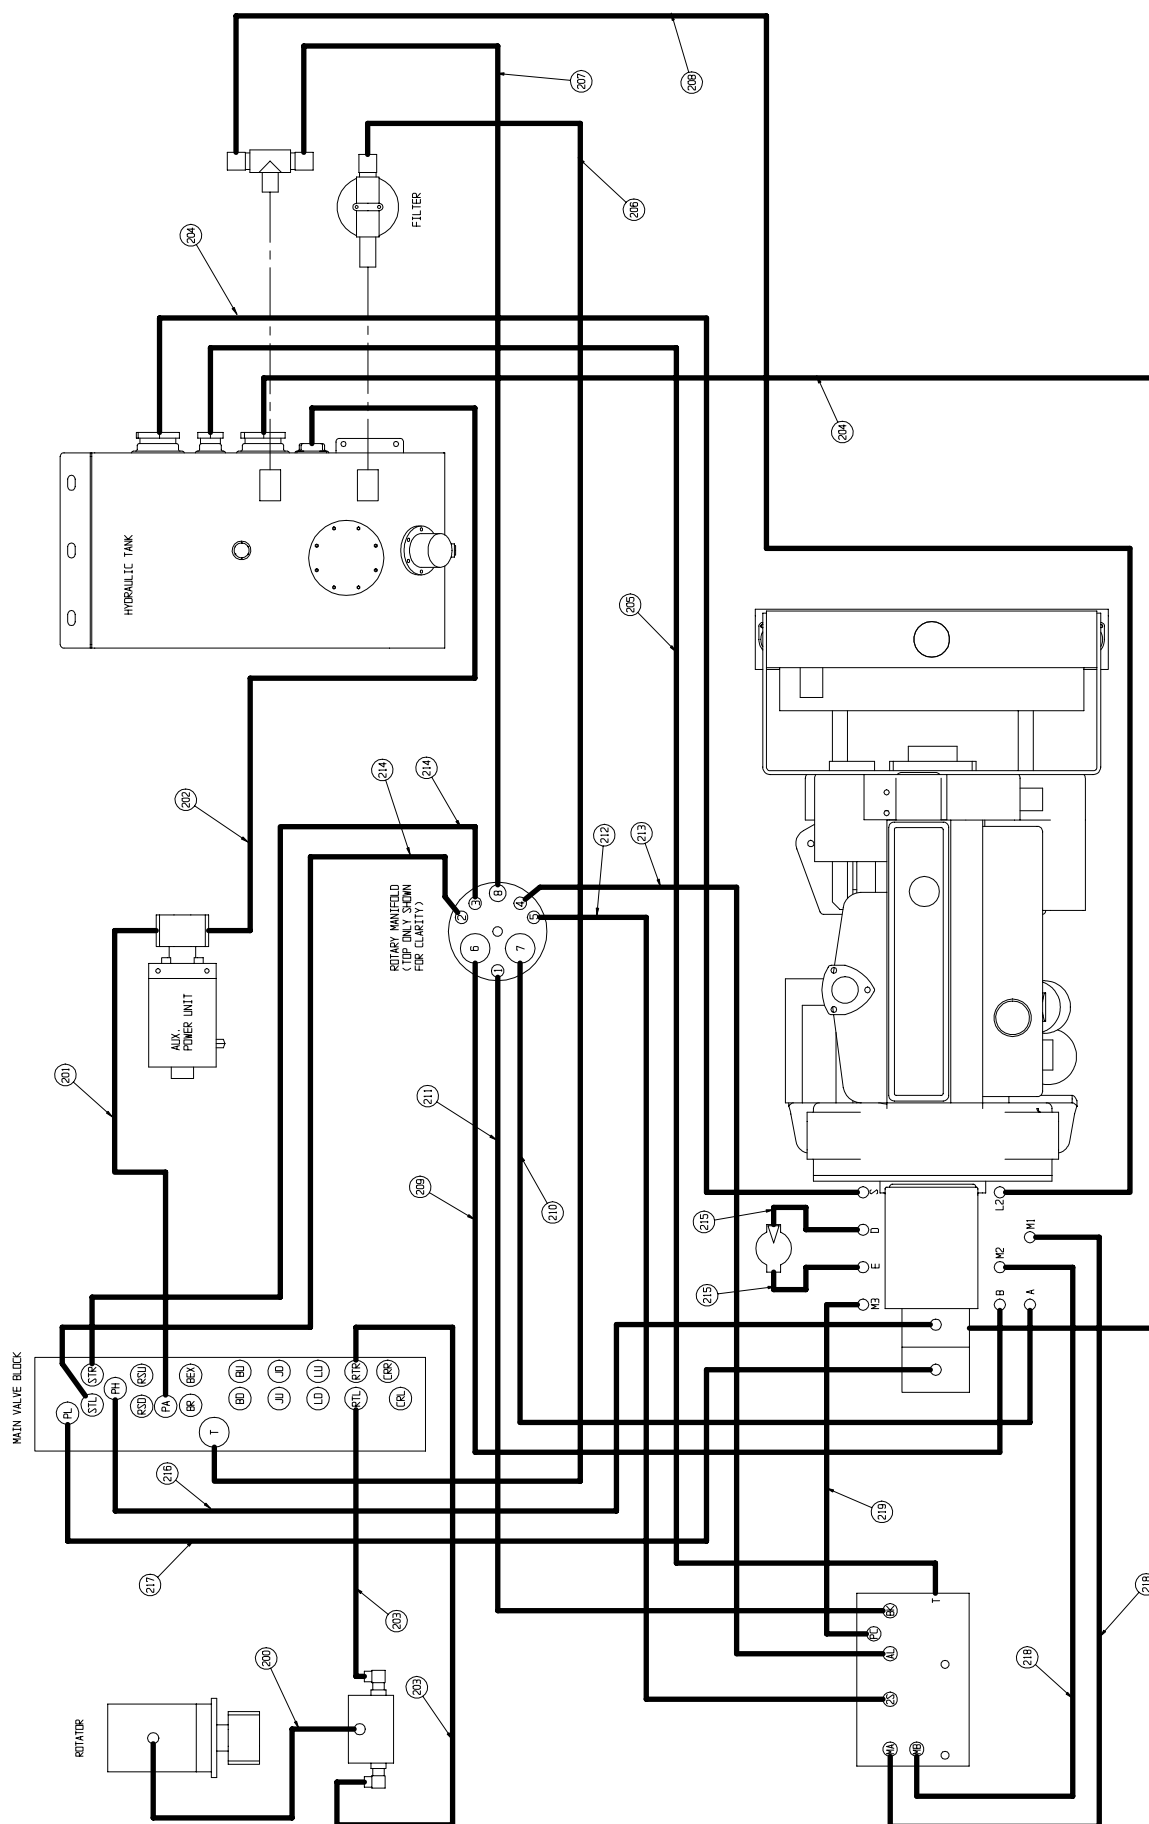 208
207
206
FILTER
204
204
HYDRAULIC TANK
205
202
214
214
212
213
ROTARY MANIFOLD
(TOP ONLY SHOWN
FOR CLARITY)
2
3
8
4
5
6
7
1
AUX.
POWER UNIT
201
211
209
210
215
215
S
D
E
M3
L2
M1
M2
B
A
MAIN VALVE BLOCK
PL
STL
STR
PH
RSD
RSU
PA
BR
BEX
T
BD
BU
JU
JD
LD
LU
RTL
RTR
CRL
CRR
216
217
219
203
203
200
ROTATOR
T
BK
PL
AL
2S
MA
MB
218
218